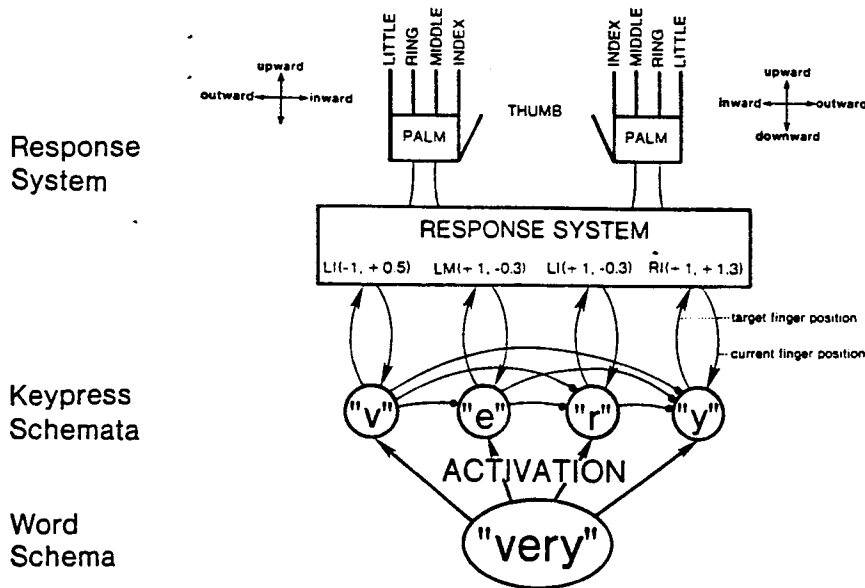 LITTLE
RING
MIDDLE
INDEX
INDEX
MIDDLE
RING
LITTLE
upward
outward inward
THUMB
upward
inward outward
downward
PALM
PALM
Response
System
RESPONSE SYSTEM
LI(-1, +0.5) LM(+1, -0.3) LI(+1, -0.3) RI(+1, +1.3)
target finger position
current finger position
Keypress
Schemata
"v" "e" "r" "y"
ACTIVATION
Word
Schema
"very"